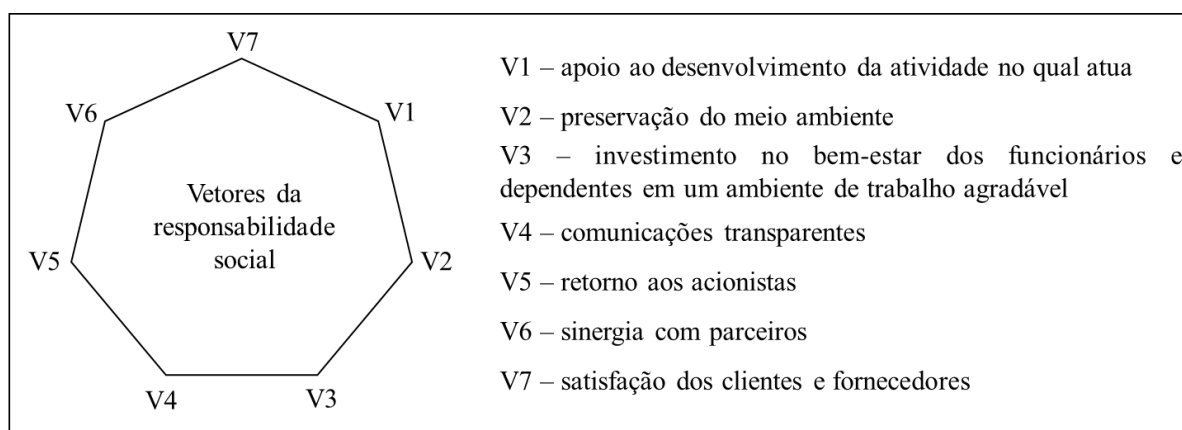 V7
V6
V1
Vetores da
responsabilidade
social
V5
V2
V4
V3
V1 – apoio ao desenvolvimento da atividade no qual atua
V2 – preservação do meio ambiente
V3 – investimento no bem-estar dos funcionários e
dependentes em um ambiente de trabalho agradável
V4 – comunicações transparentes
V5 – retorno aos acionistas
V6 – sinergia com parceiros
V7 – satisfação dos clientes e fornecedores